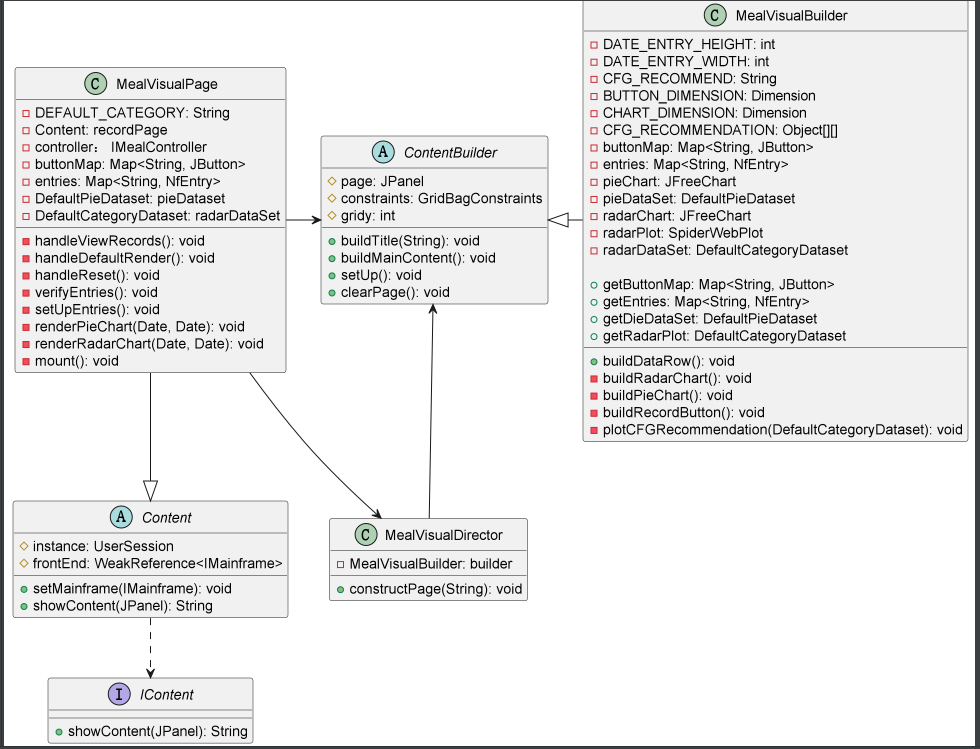 C MealVisualPage
DEFAULT_CATEGORY: String
Content: recordPage
controller： IMealController
buttonMap: Map<String, JButton>
entries: Map<String, NfEntry>
DefaultPieDataset: pieDataset
DefaultCategoryDataset: radarDataSet
handleViewRecords(): void
handleDefaultRender(): void
handleReset(): void
verifyEntries(): void
setUpEntries(): void
renderPieChart(Date, Date): void
renderRadarChart(Date, Date): void
mount(): void
A ContentBuilder
page: JPanel
constraints: GridBagConstraints
gridy: int
buildTitle(String): void
buildMainContent(): void
setUp(): void
clearPage(): void
C MealVisualBuilder
DATE_ENTRY_HEIGHT: int
DATE_ENTRY_WIDTH: int
CFG_RECOMMEND: String
BUTTON_DIMENSION: Dimension
CHART_DIMENSION: Dimension
CFG_RECOMMENDATION: Object[][]
buttonMap: Map<String, JButton>
entries: Map<String, NfEntry>
pieChart: JFreeChart
pieDataSet: DefaultPieDataset
radarChart: JFreeChart
radarPlot: SpiderWebPlot
radarDataSet: DefaultCategoryDataset
getButtonMap: Map<String, JButton>
getEntries: Map<String, NfEntry>
getDieDataSet: DefaultPieDataset
getRadarPlot: DefaultCategoryDataset
buildDataRow(): void
buildRadarChart(): void
buildPieChart(): void
buildRecordButton(): void
plotCFGRecommendation(DefaultCategoryDataset): void
A Content
instance: UserSession
frontEnd: WeakReference<IMainframe>
setMainframe(IMainframe): void
showContent(JPanel): String
C MealVisualDirector
MealVisualBuilder: builder
constructPage(String): void
I IContent
showContent(JPanel): String